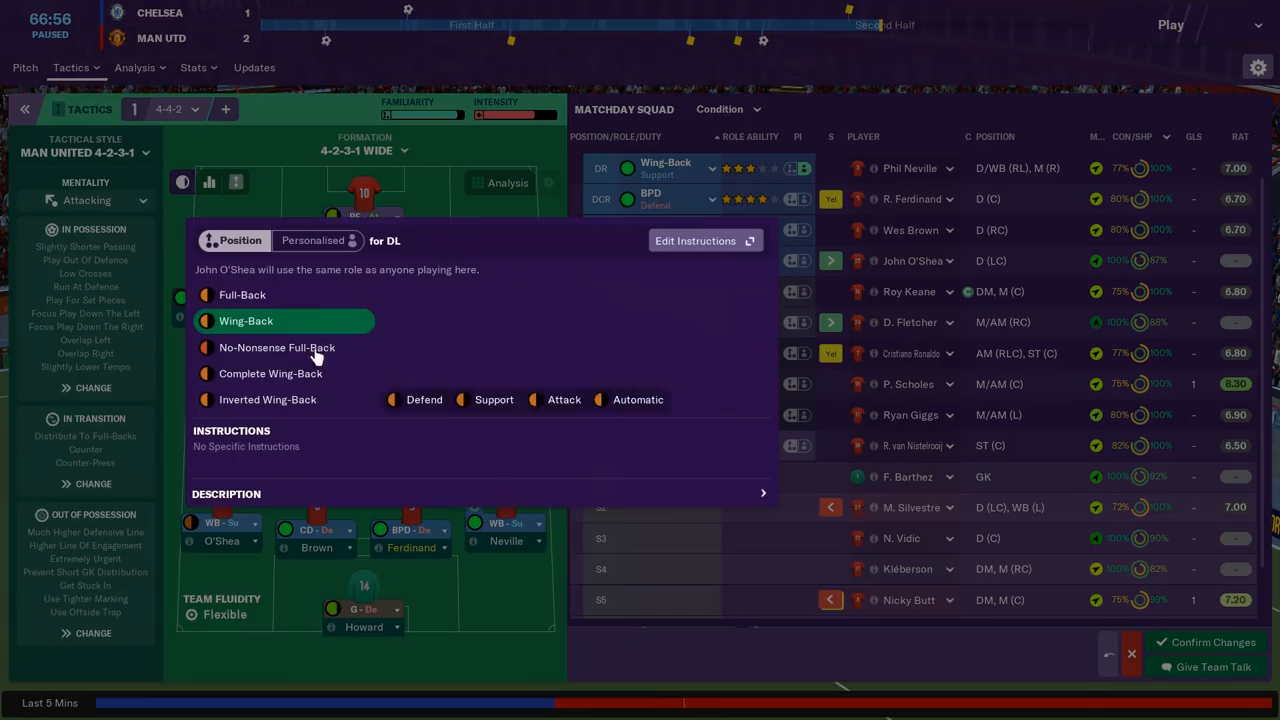 66:56
PAUSED
CHELSEA 1
MAN UTD 2
First Half
Second Half
Play
Pitch Tactics Analysis Stats Updates
TACTICS 1 4-4-2 +
FAMILIARITY INTENSITY
TACTICAL STYLE
MAN UNITED 4-2-3-1
MENTALITY
Attacking
IN POSSESSION
Slightly Shorter Passing
Play Out Of Defence
Low Crosses
Run At Defence
Play For Set Pieces
Focus Play Down The Left
Focus Play Down The Right
Overlap Left
Overlap Right
Slightly Lower Tempo
CHANGE
IN TRANSITION
Distribute To Full-Backs
Counter
Counter-Press
CHANGE
OUT OF POSSESSION
Much Higher Defensive Line
Higher Line of Engagement
Extremely Urgent
Prevent Short GK Distribution
Get Stuck In
Use Tighter Marking
Use Offside Trap
CHANGE
FORMATION
4-2-3-1 WIDE
Analysis
10
Position Personalised for DL
Edit Instructions
John O'Shea will use the same role as anyone playing here.
Full-Back
Wing-Back
No-Nonsense Full-Back
Complete Wing-Back
Inverted Wing-Back
Defend Support Attack Automatic
INSTRUCTIONS
No Specific Instructions
DESCRIPTION
WB - Su
O'Shea
CD - De
Brown
BPD - De
Ferdinand
WB - Su
Neville
14
G - De
Howard
TEAM FLUIDITY
Flexible
MATCHDAY SQUAD Condition
POSITION/ROLE/DUTY ROLE ABILITY PI S PLAYER C POSITION M... CON/SHP GLS RAT
DR Wing-Back Support Phil Neville D/WB (RL), M (R) 77% 100% - 7.00
DCR BPD Defend Yel R. Ferdinand D (C) 80% 100% - 6.70
Wes Brown D (RC) 80% 100% - 6.70
John O'Shea D (LC) 100% 67% - -
Roy Keane C DM, M (C) 75% 100% - 6.80
D. Fletcher M/AM (RC) 100% 88% - -
Yel Cristiano Ronaldo AM (RLC), ST (C) 75% 100% - 6.80
P. Scholes M/AM (C) 75% 100% 1 8.30
Ryan Giggs M/AM (L) 77% 100% - 6.90
R. van Nistelrooij ST (C) 82% 100% - 6.50
F. Barthez GK 100% 92% - -
M. Silvestre D (LC), WB (L) 72% 100% - 7.00
S3 N. Vidic D (C) 100% 90% - -
S4 Kléberson DM, M (RC) 100% 82% - -
S5 Nicky Butt DM, M (C) 75% 99% 1 7.20
Confirm Changes
Give Team Talk
Last 5 Mins